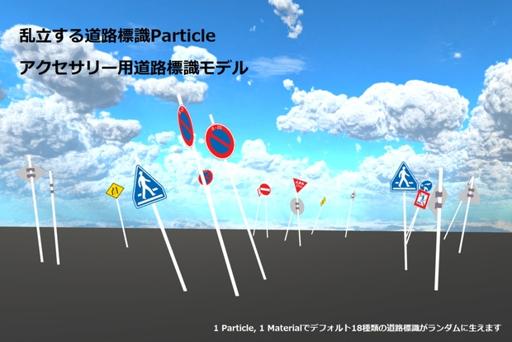 乱立する道路標識Particle
アクセサリー用道路標識モデル
1 Particle, 1 Materialでデフォルト18種類の道路標識がランダムに生えます